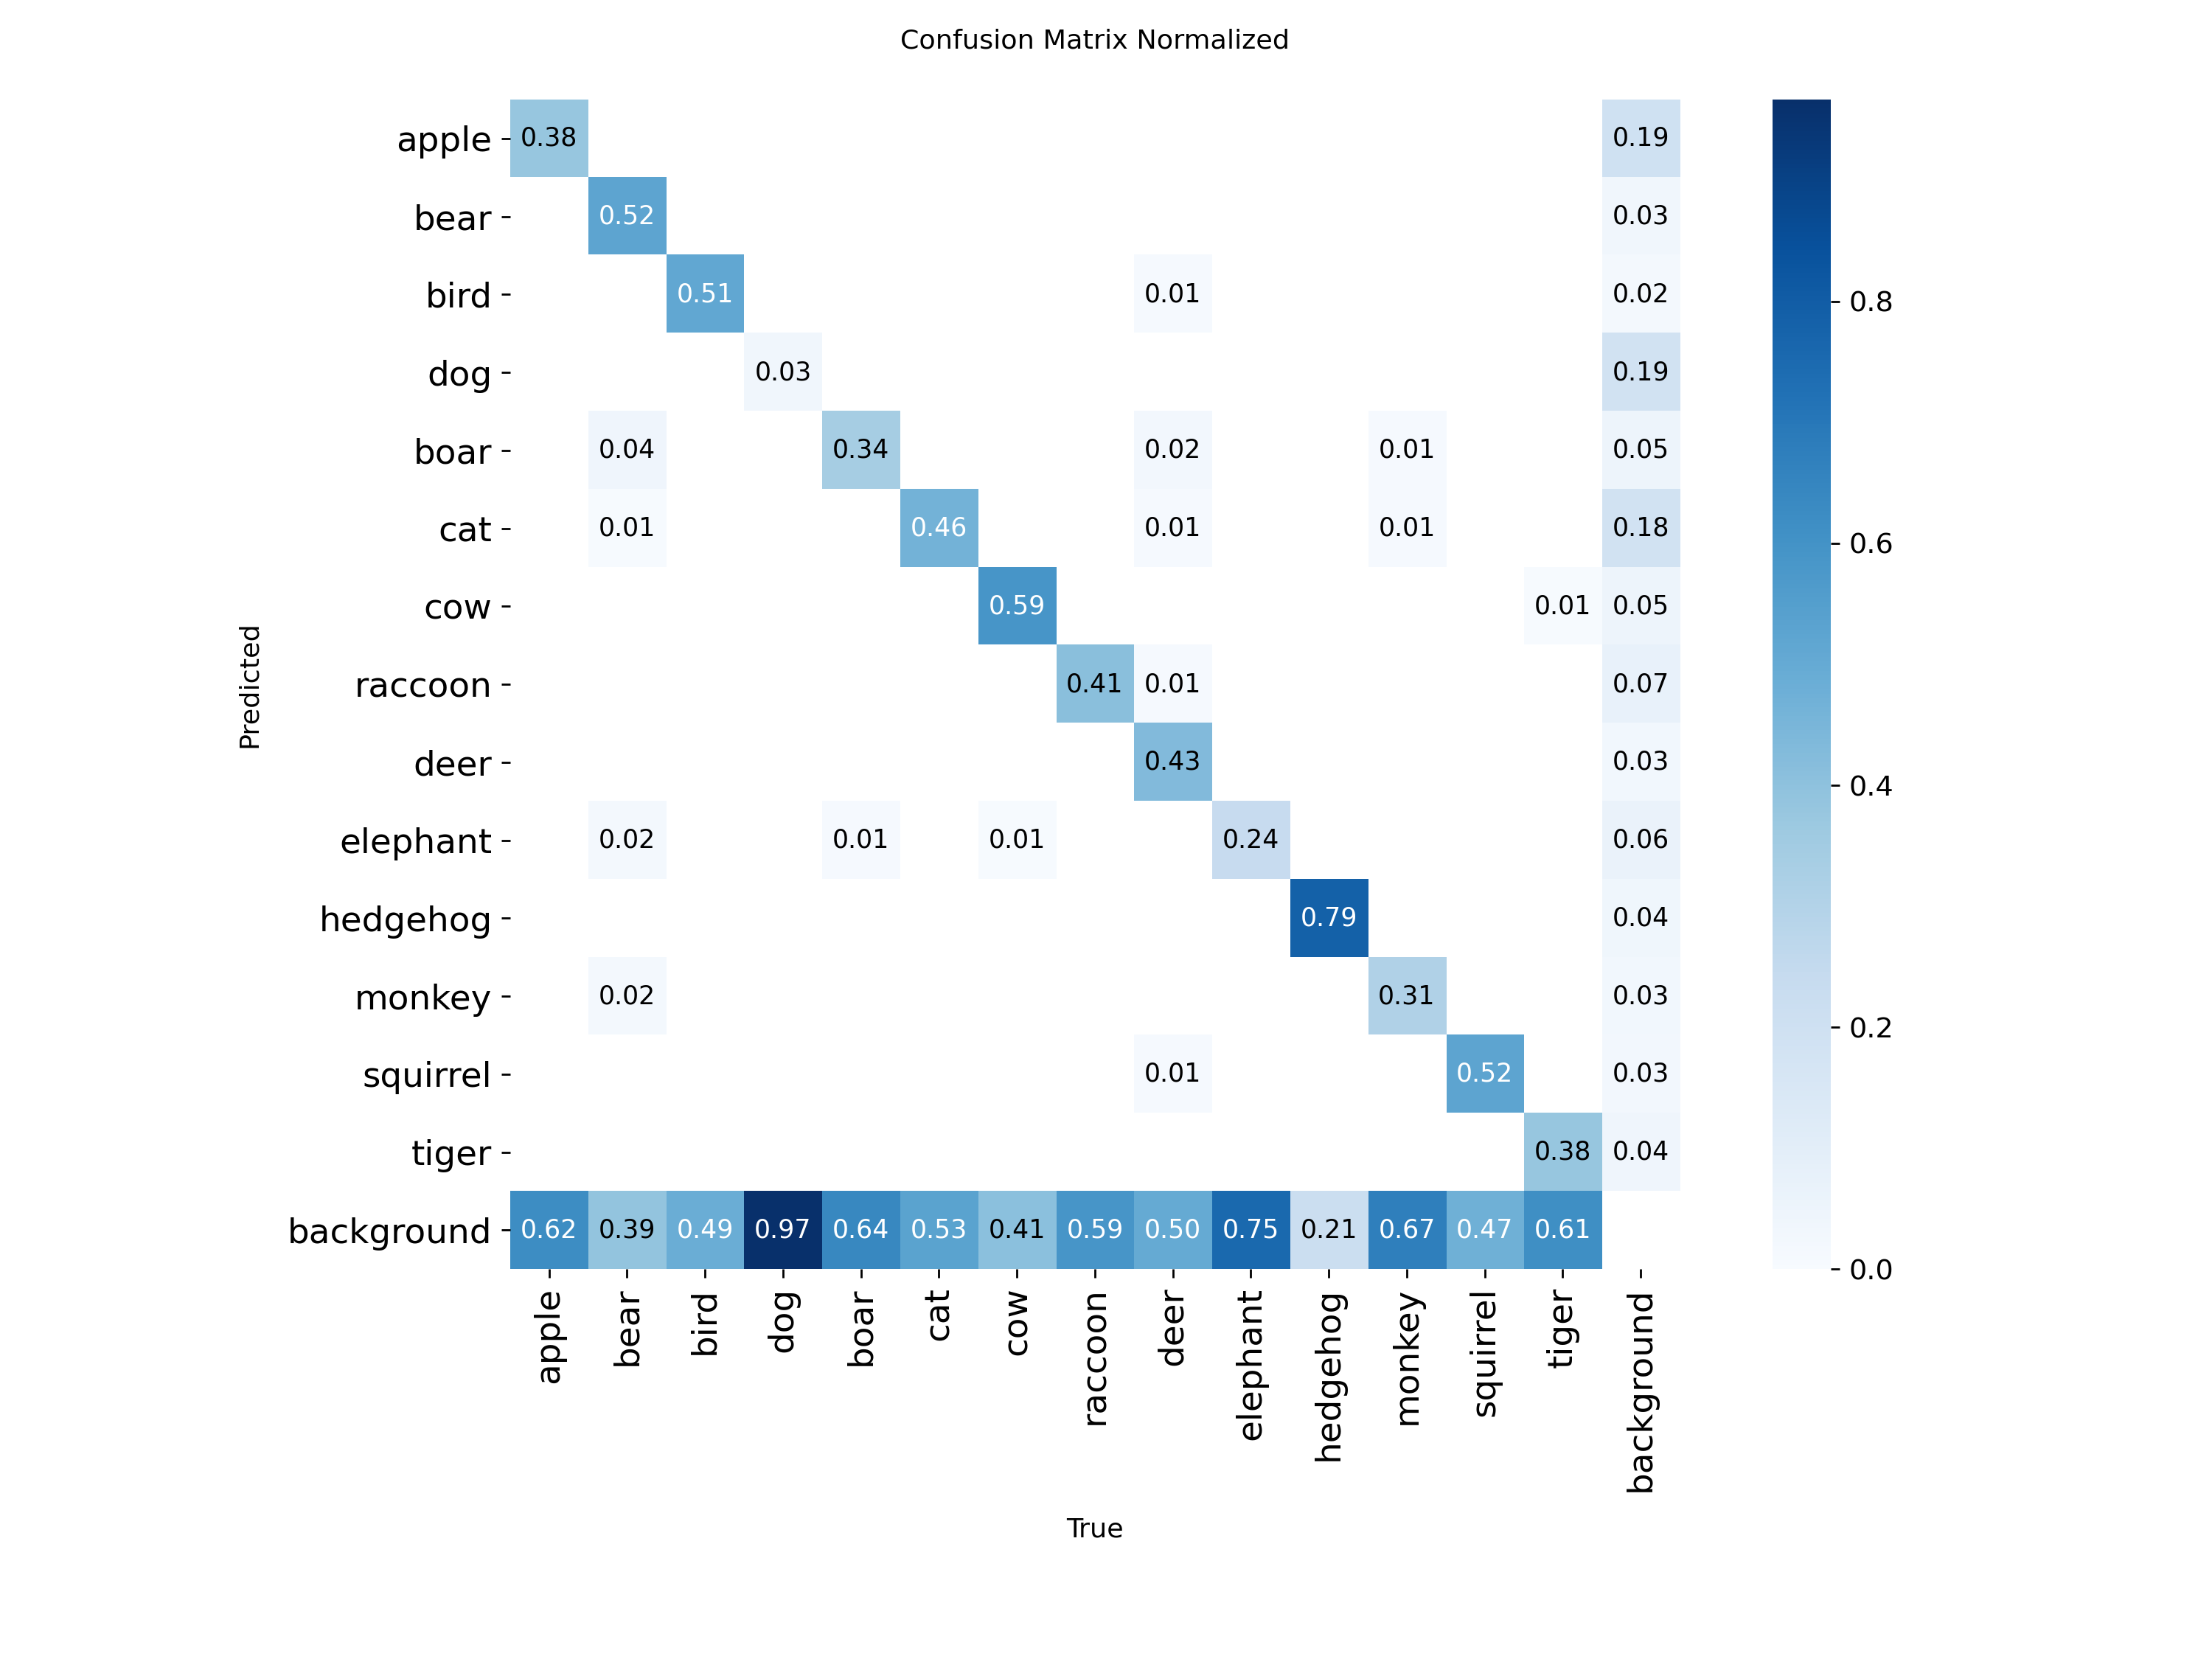 Confusion Matrix Normalized
apple 0.38 0.19
bear 0.52 0.03
bird 0.51 0.01 0.02
0.8
dog 0.03 0.19
boar 0.04 0.34 0.02 0.01 0.05
cat 0.01 0.46 0.01 0.01 0.18
0.6
cow 0.59 0.01 0.05
Predicted
raccoon 0.41 0.01 0.07
deer 0.43 0.03
0.4
elephant 0.02 0.01 0.01 0.24 0.06
hedgehog 0.79 0.04
monkey 0.02 0.31 0.03
0.2
squirrel 0.01 0.52 0.03
tiger 0.38 0.04
background 0.62 0.39 0.49 0.97 0.64 0.53 0.41 0.59 0.50 0.75 0.21 0.67 0.47 0.61
0.0
apple bear bird dog boar cat cow raccoon deer elephant hedgehog monkey squirrel tiger background
True